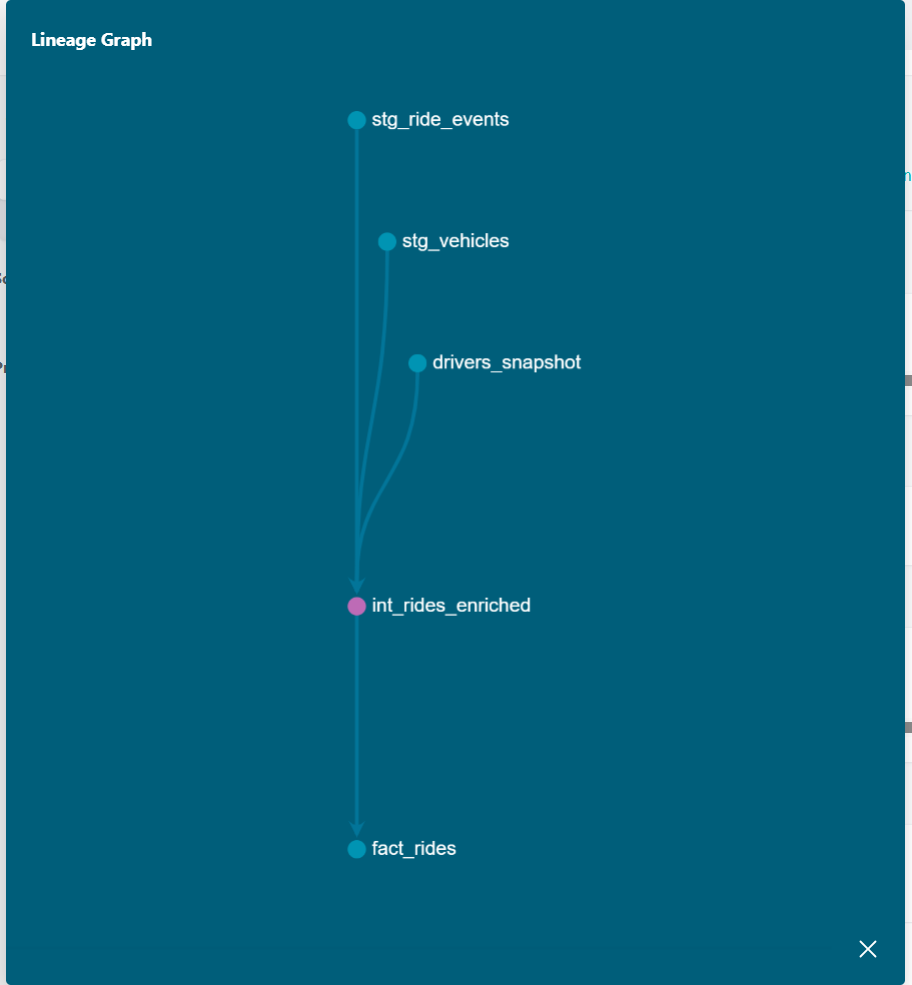 Lineage Graph
stg_ride_events
stg_vehicles
drivers_snapshot
int_rides_enriched
fact_rides